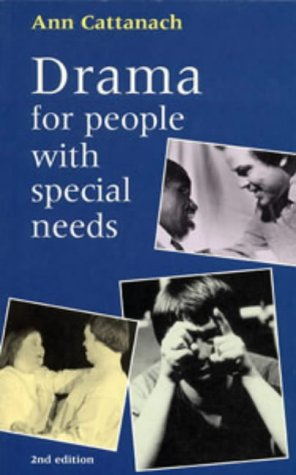 Ann Cattanach
Drama
for people
with
special
needs
2nd edition